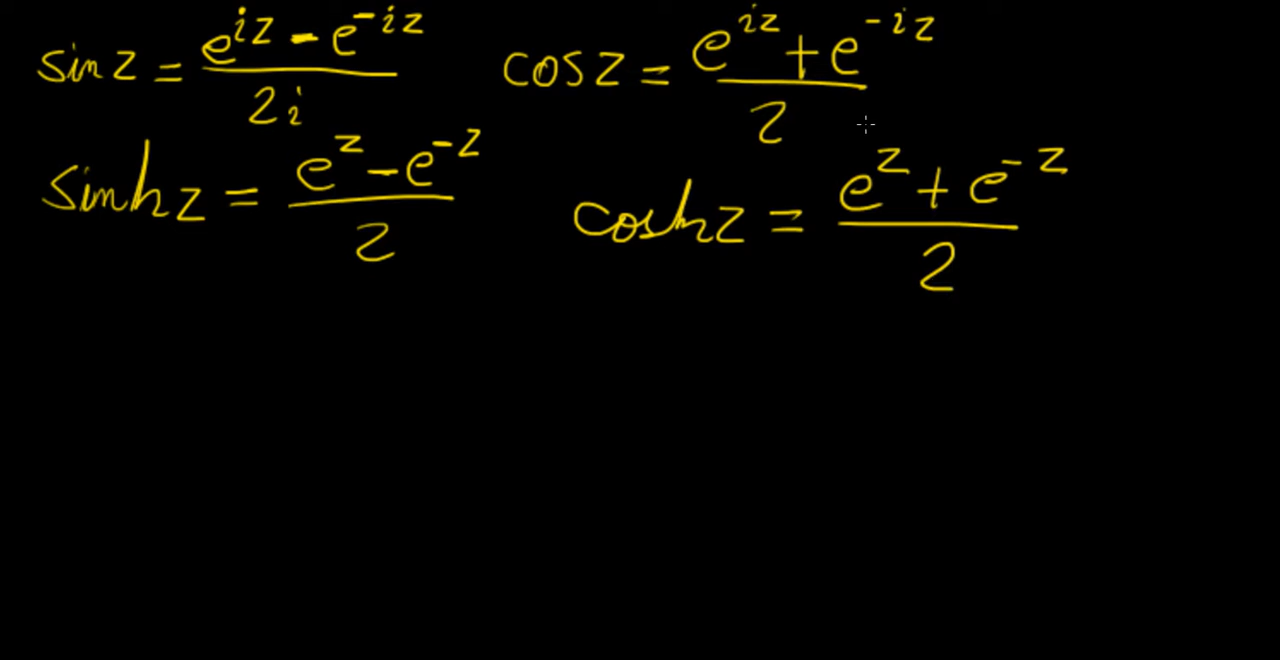 sin z = (e^{iz} - e^{-iz}) / 2i    cos z = (e^{iz} + e^{-iz}) / 2
sinh z = (e^z - e^{-z}) / 2    cosh z = (e^z + e^{-z}) / 2